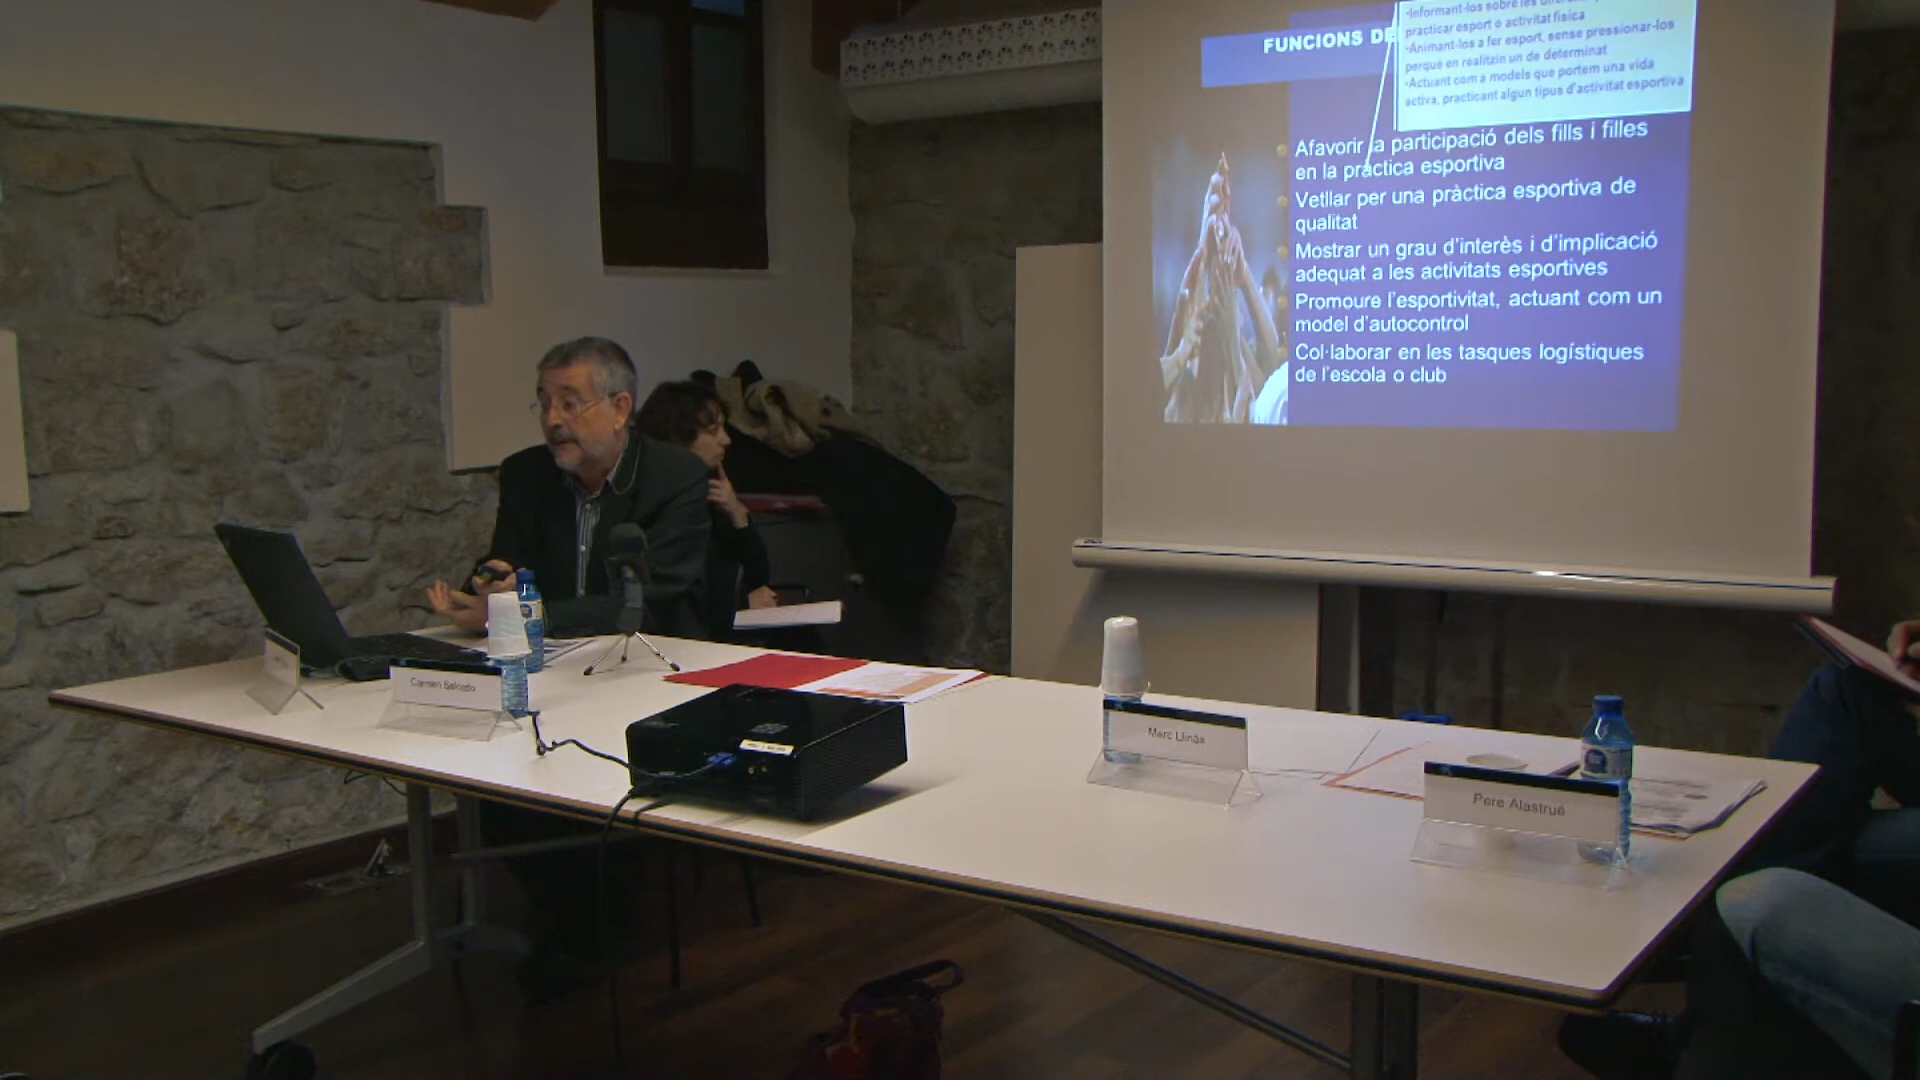 FUNCIONS DE
•Informant-los sobre les
practicar esport o activitat física
•Animant-los a fer esport, sense pressionar-los
perque en realitzin un de determinat
•Actuant com a models que portem una vida
activa, practicant algun tipus d'activitat esportiva
Afavorir la participació dels fills i filles
en la pràctica esportiva
Vetllar per una pràctica esportiva de
qualitat
Mostrar un grau d'interès i d'implicació
adequat a les activitats esportives
Promoure l'esportivitat, actuant com un
model d'autocontrol
Col·laborar en les tasques logístiques
de l'escola o club
Carmen Salcedo
Marc Llinàs
Pere Alastrué